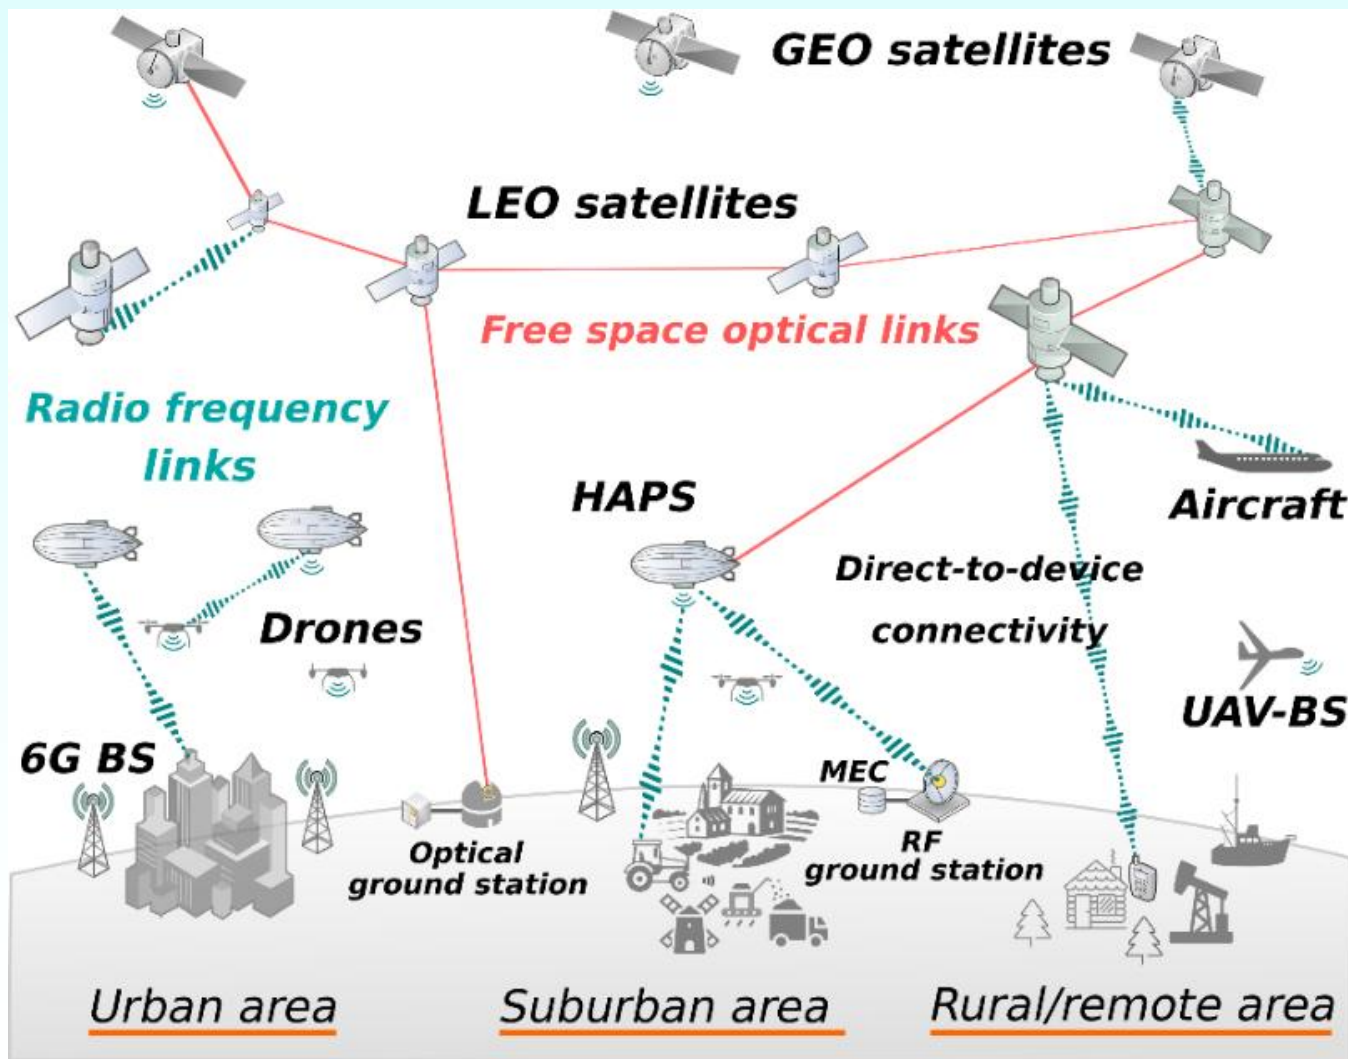 GEO satellites
LEO satellites
Free space optical links
Radio frequency
links
HAPS
Aircraft
Direct-to-device
connectivity
Drones
UAV-BS
6G BS
MEC
Optical
ground station
RF
ground station
Urban area
Suburban area
Rural/remote area